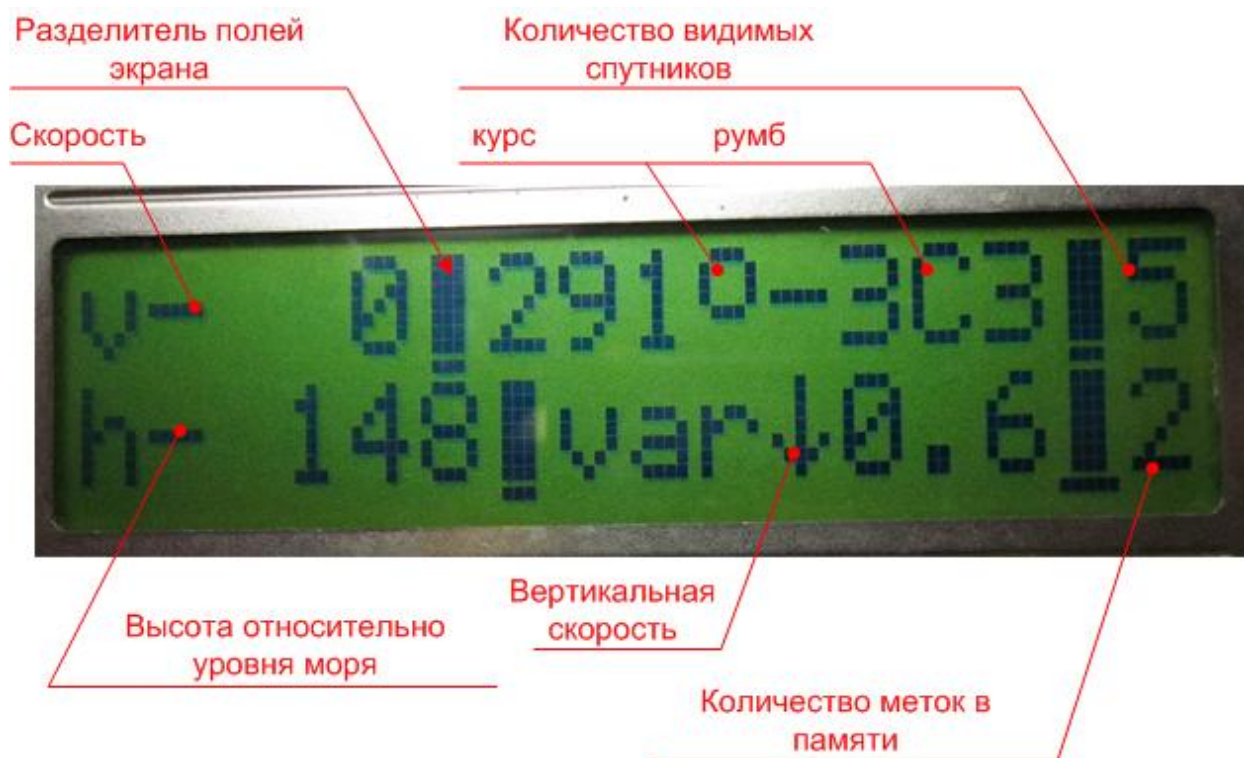 Разделитель полей
экрана
Количество видимых
спутников
Скорость
курс
румб
v- 0 291°-ЗСЗ 5
h- 148 var↓0.6 2
Высота относительно
уровня моря
Вертикальная
скорость
Количество меток в
памяти